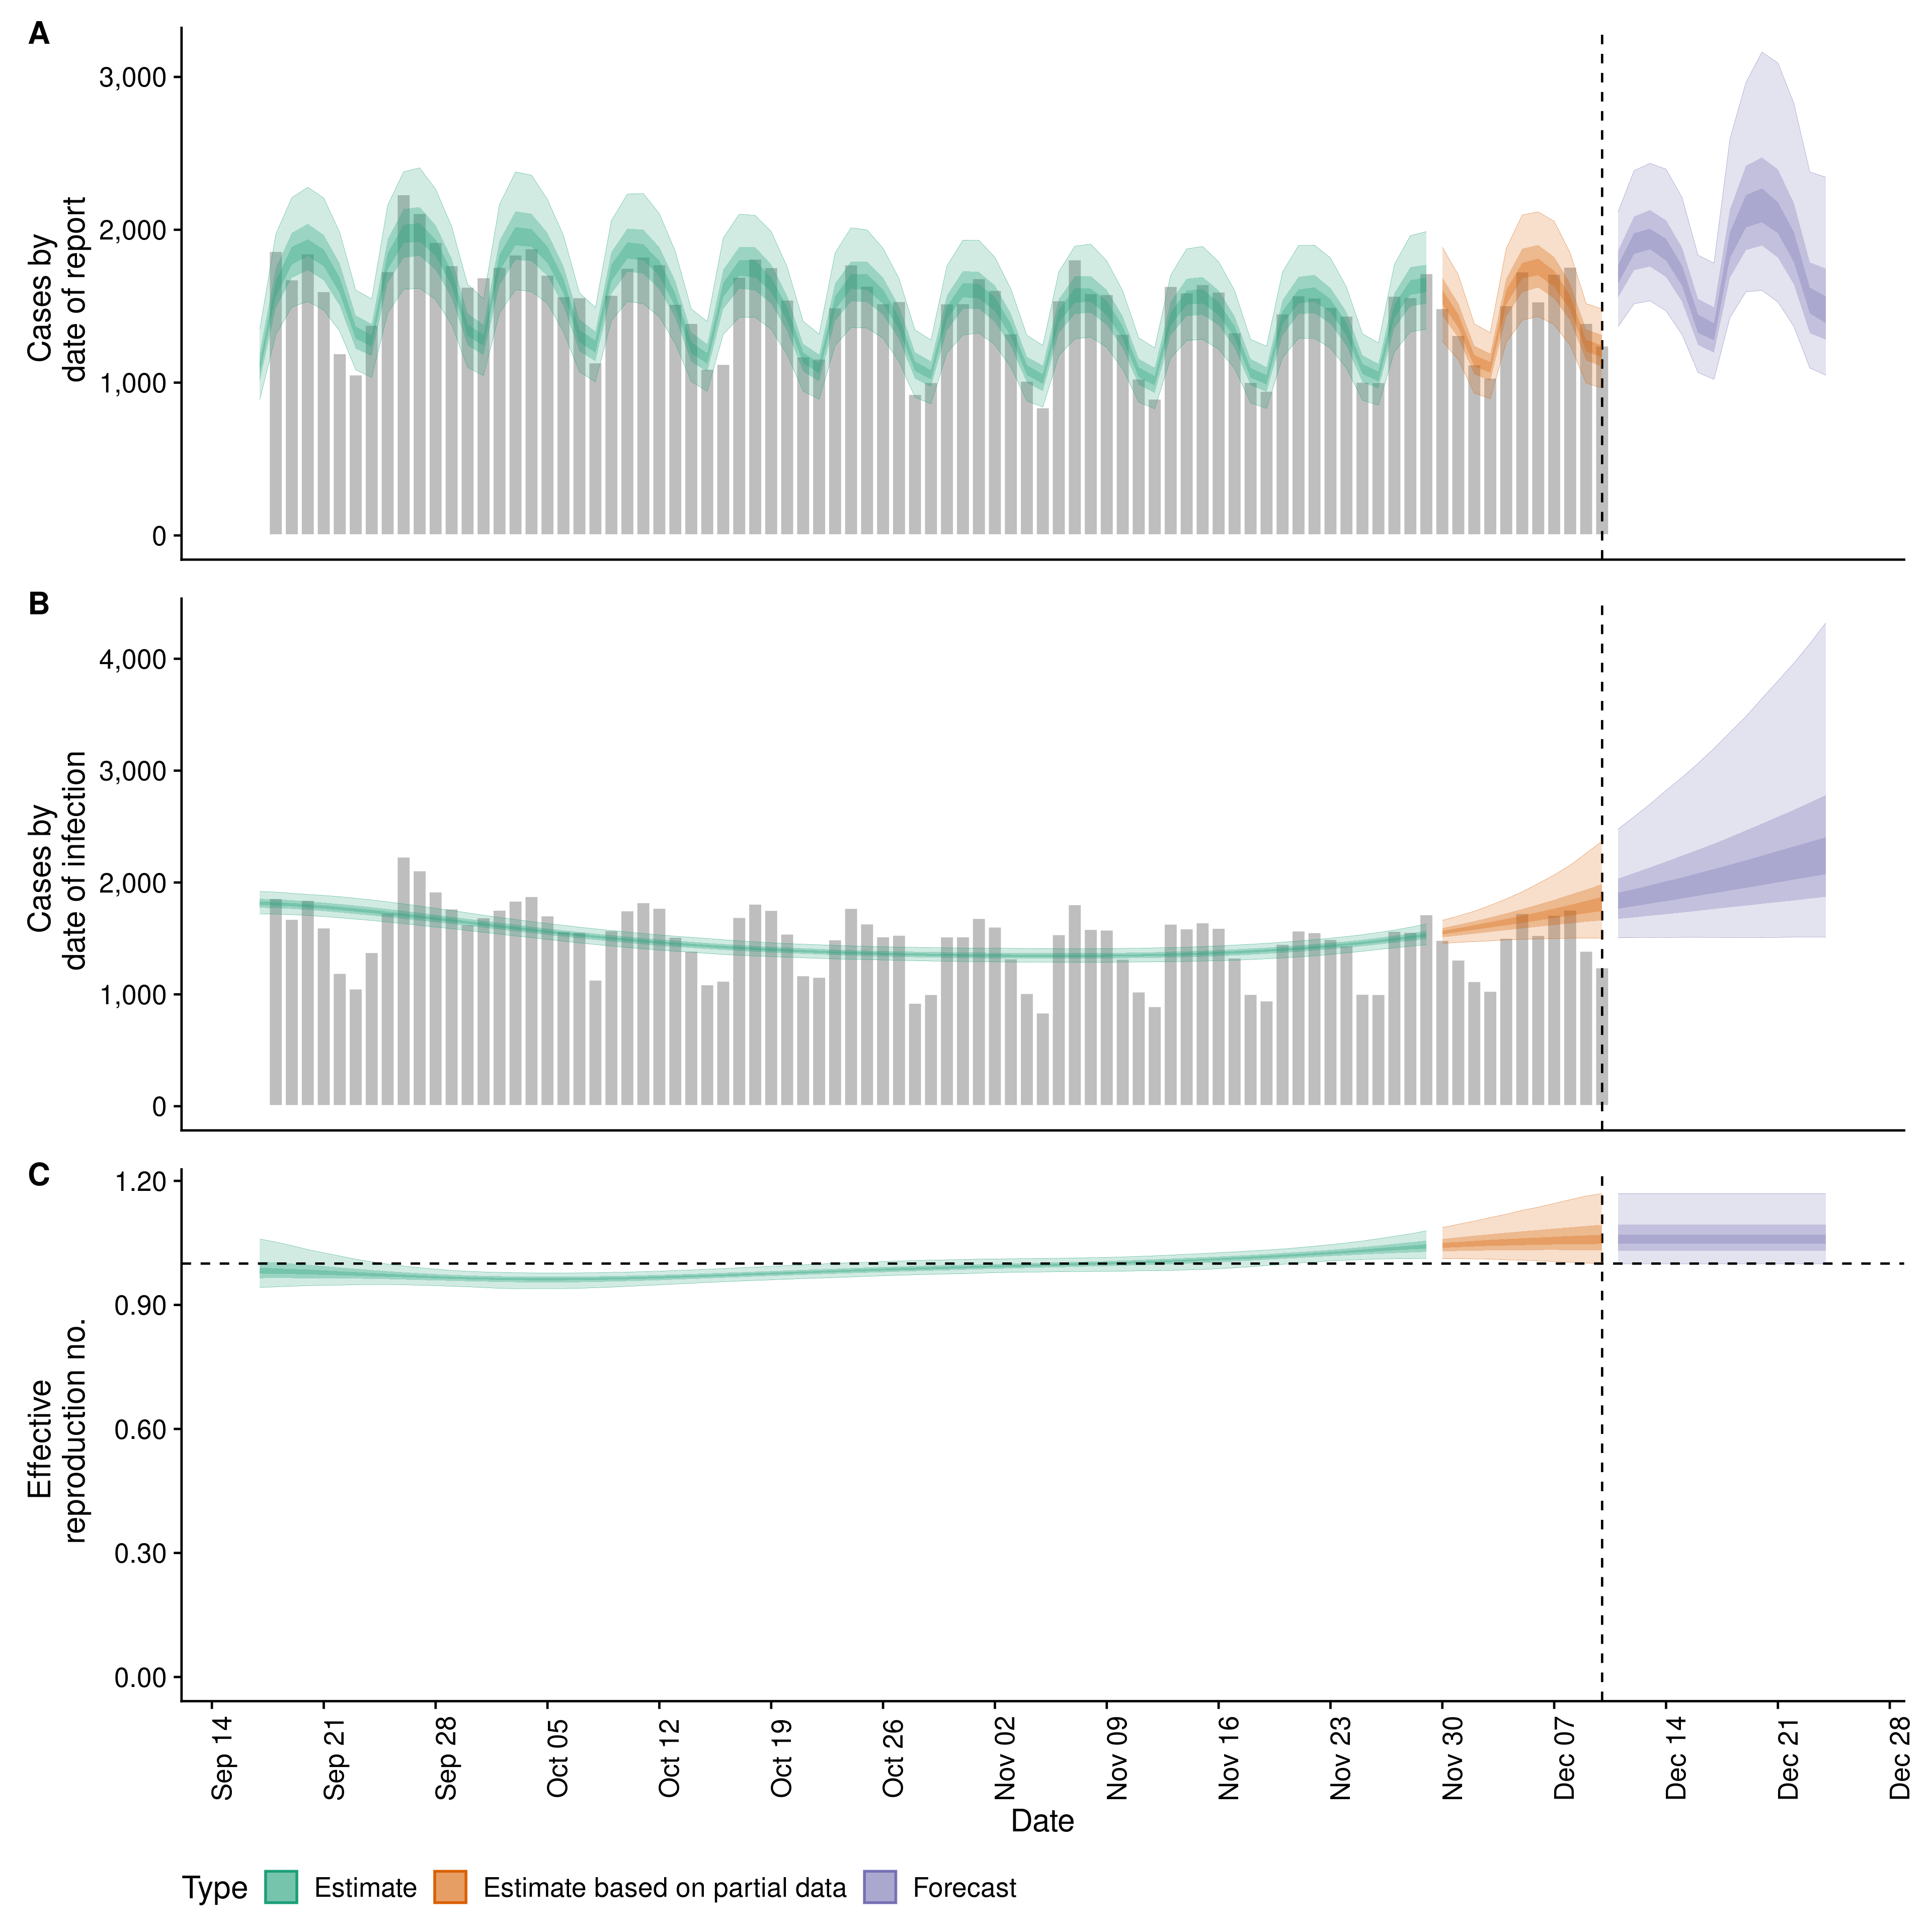 A
Cases by
date of report
3,000
2,000
1,000
0
B
Cases by
date of infection
4,000
3,000
2,000
1,000
0
C
Effective
reproduction no.
1.20
0.90
0.60
0.30
0.00
Sep 14
Sep 21
Sep 28
Oct 05
Oct 12
Oct 19
Oct 26
Nov 02
Nov 09
Nov 16
Nov 23
Nov 30
Dec 07
Dec 14
Dec 21
Dec 28
Date
Type Estimate Estimate based on partial data Forecast